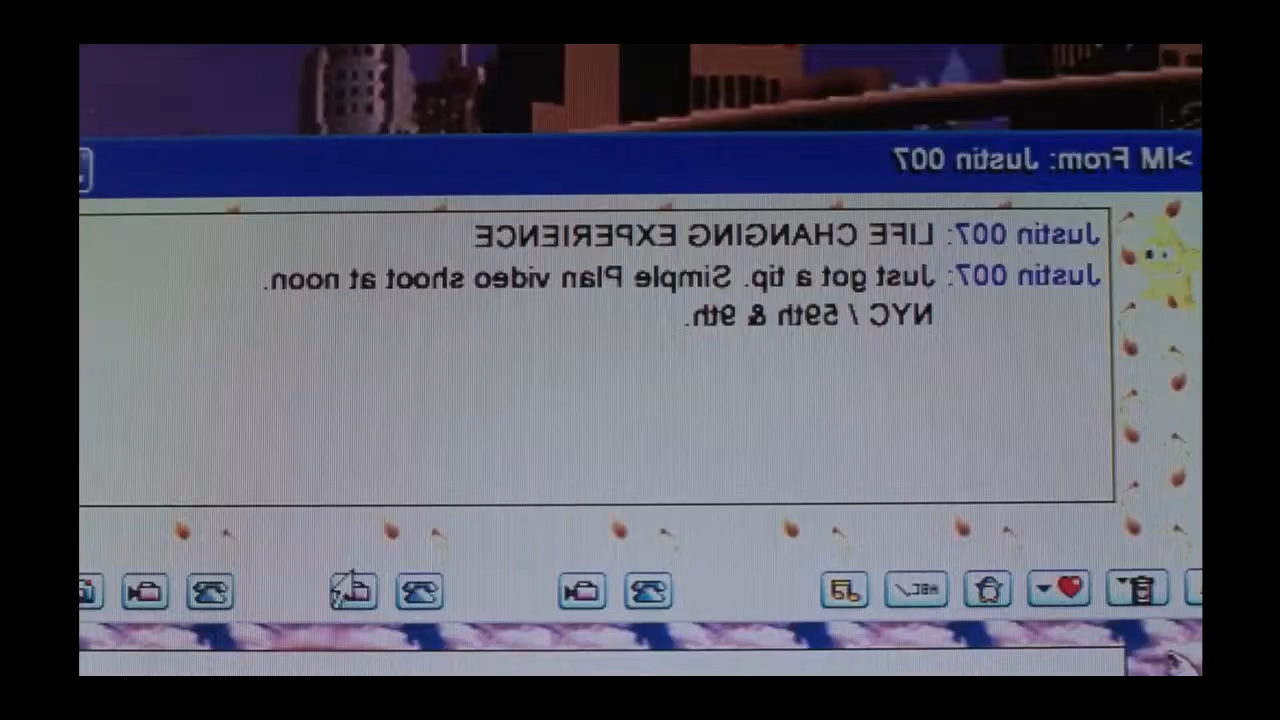 >IM From: Justin 007
Justin 007: LIFE CHANGING EXPERIENCE
Justin 007: Just got a tip. Simple Plan video shoot at noon.
NYC / 59th & 9th.
ABC